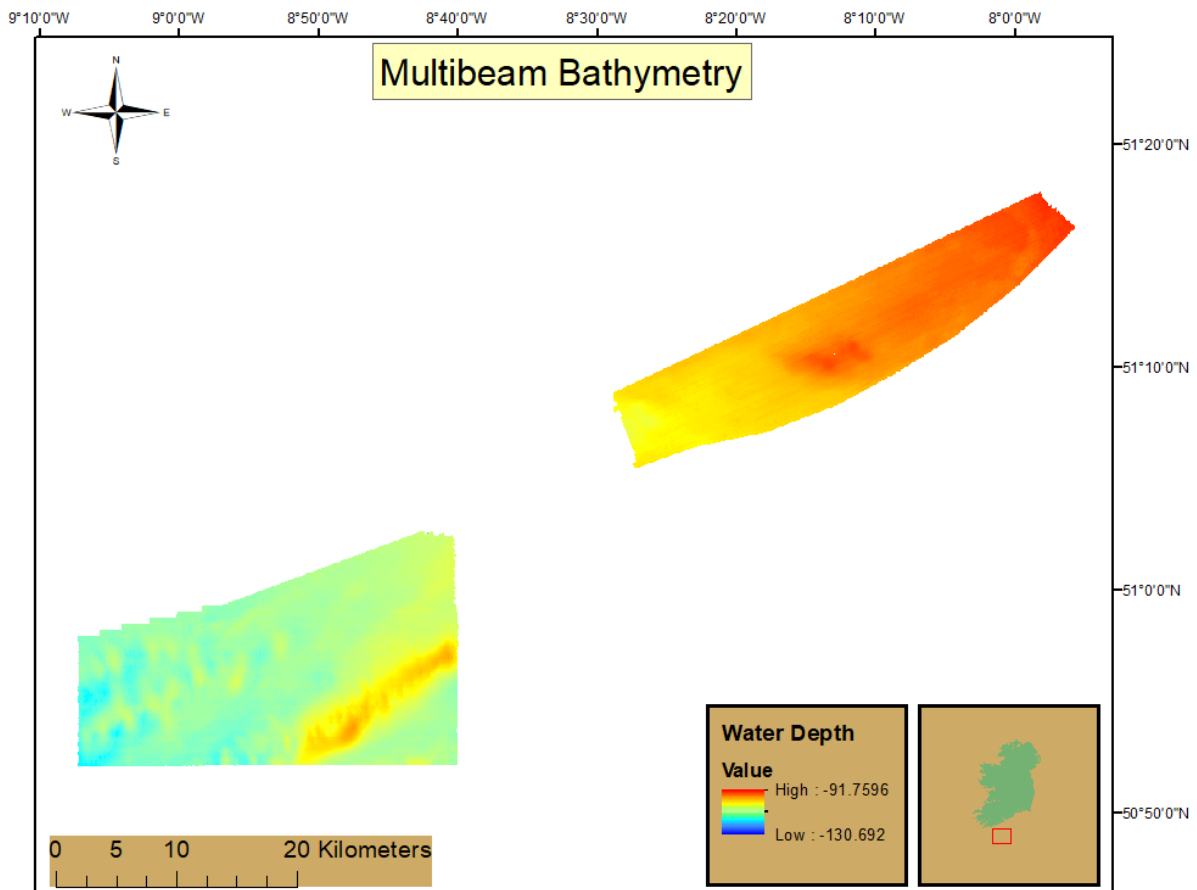 9°10'0"W 9°0'0"W 8°50'0"W 8°40'0"W 8°30'0"W 8°20'0"W 8°10'0"W 8°0'0"W
Multibeam Bathymetry
N
W E
S
51°20'0"N
51°10'0"N
51°0'0"N
50°50'0"N
Water Depth
Value
High : -91.7596
Low : -130.692
0 5 10 20 Kilometers